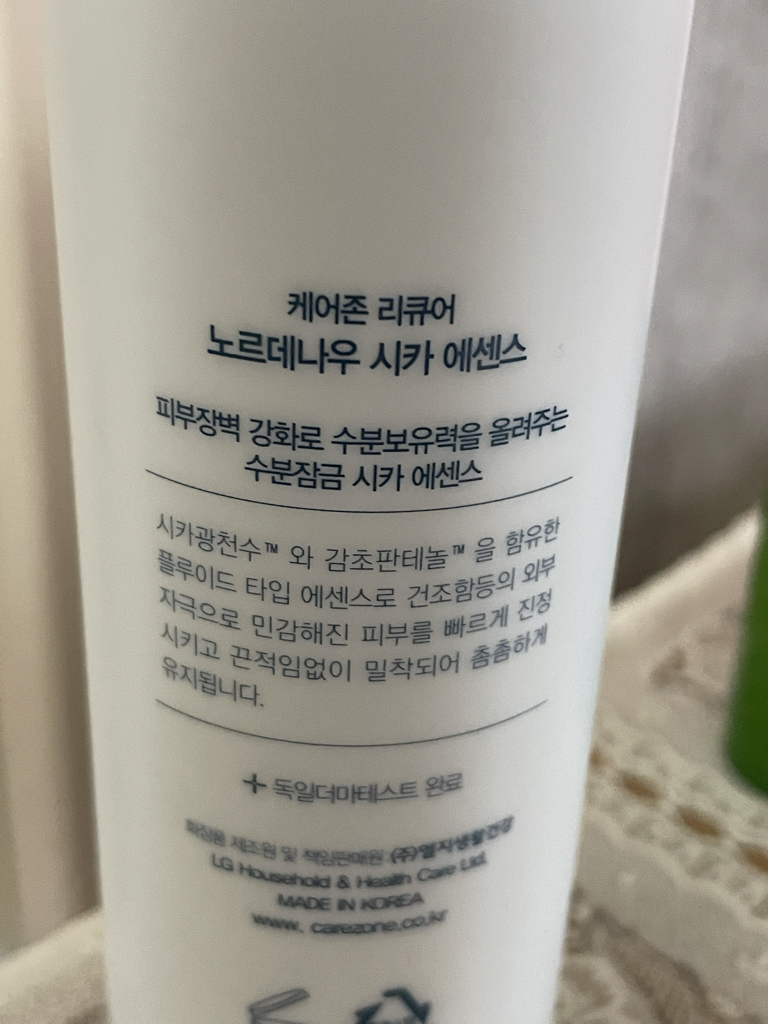 케어존 리큐어
노르데나우 시카 에센스
피부장벽 강화로 수분보유력을 올려주는
수분잠금 시카 에센스
시카광천수™ 와 감초판테놀™ 을 함유한
플루이드 타입 에센스로 건조함등의 외부
자극으로 민감해진 피부를 빠르게 진정
시키고 끈적임없이 밀착되어 촘촘하게
유지됩니다.
+ 독일더마테스트 완료
화장품 제조원 및 책임판매원 : (주)엘지생활건강
LG Household & Health Care Ltd.
MADE IN KOREA
www. carezone.co.kr